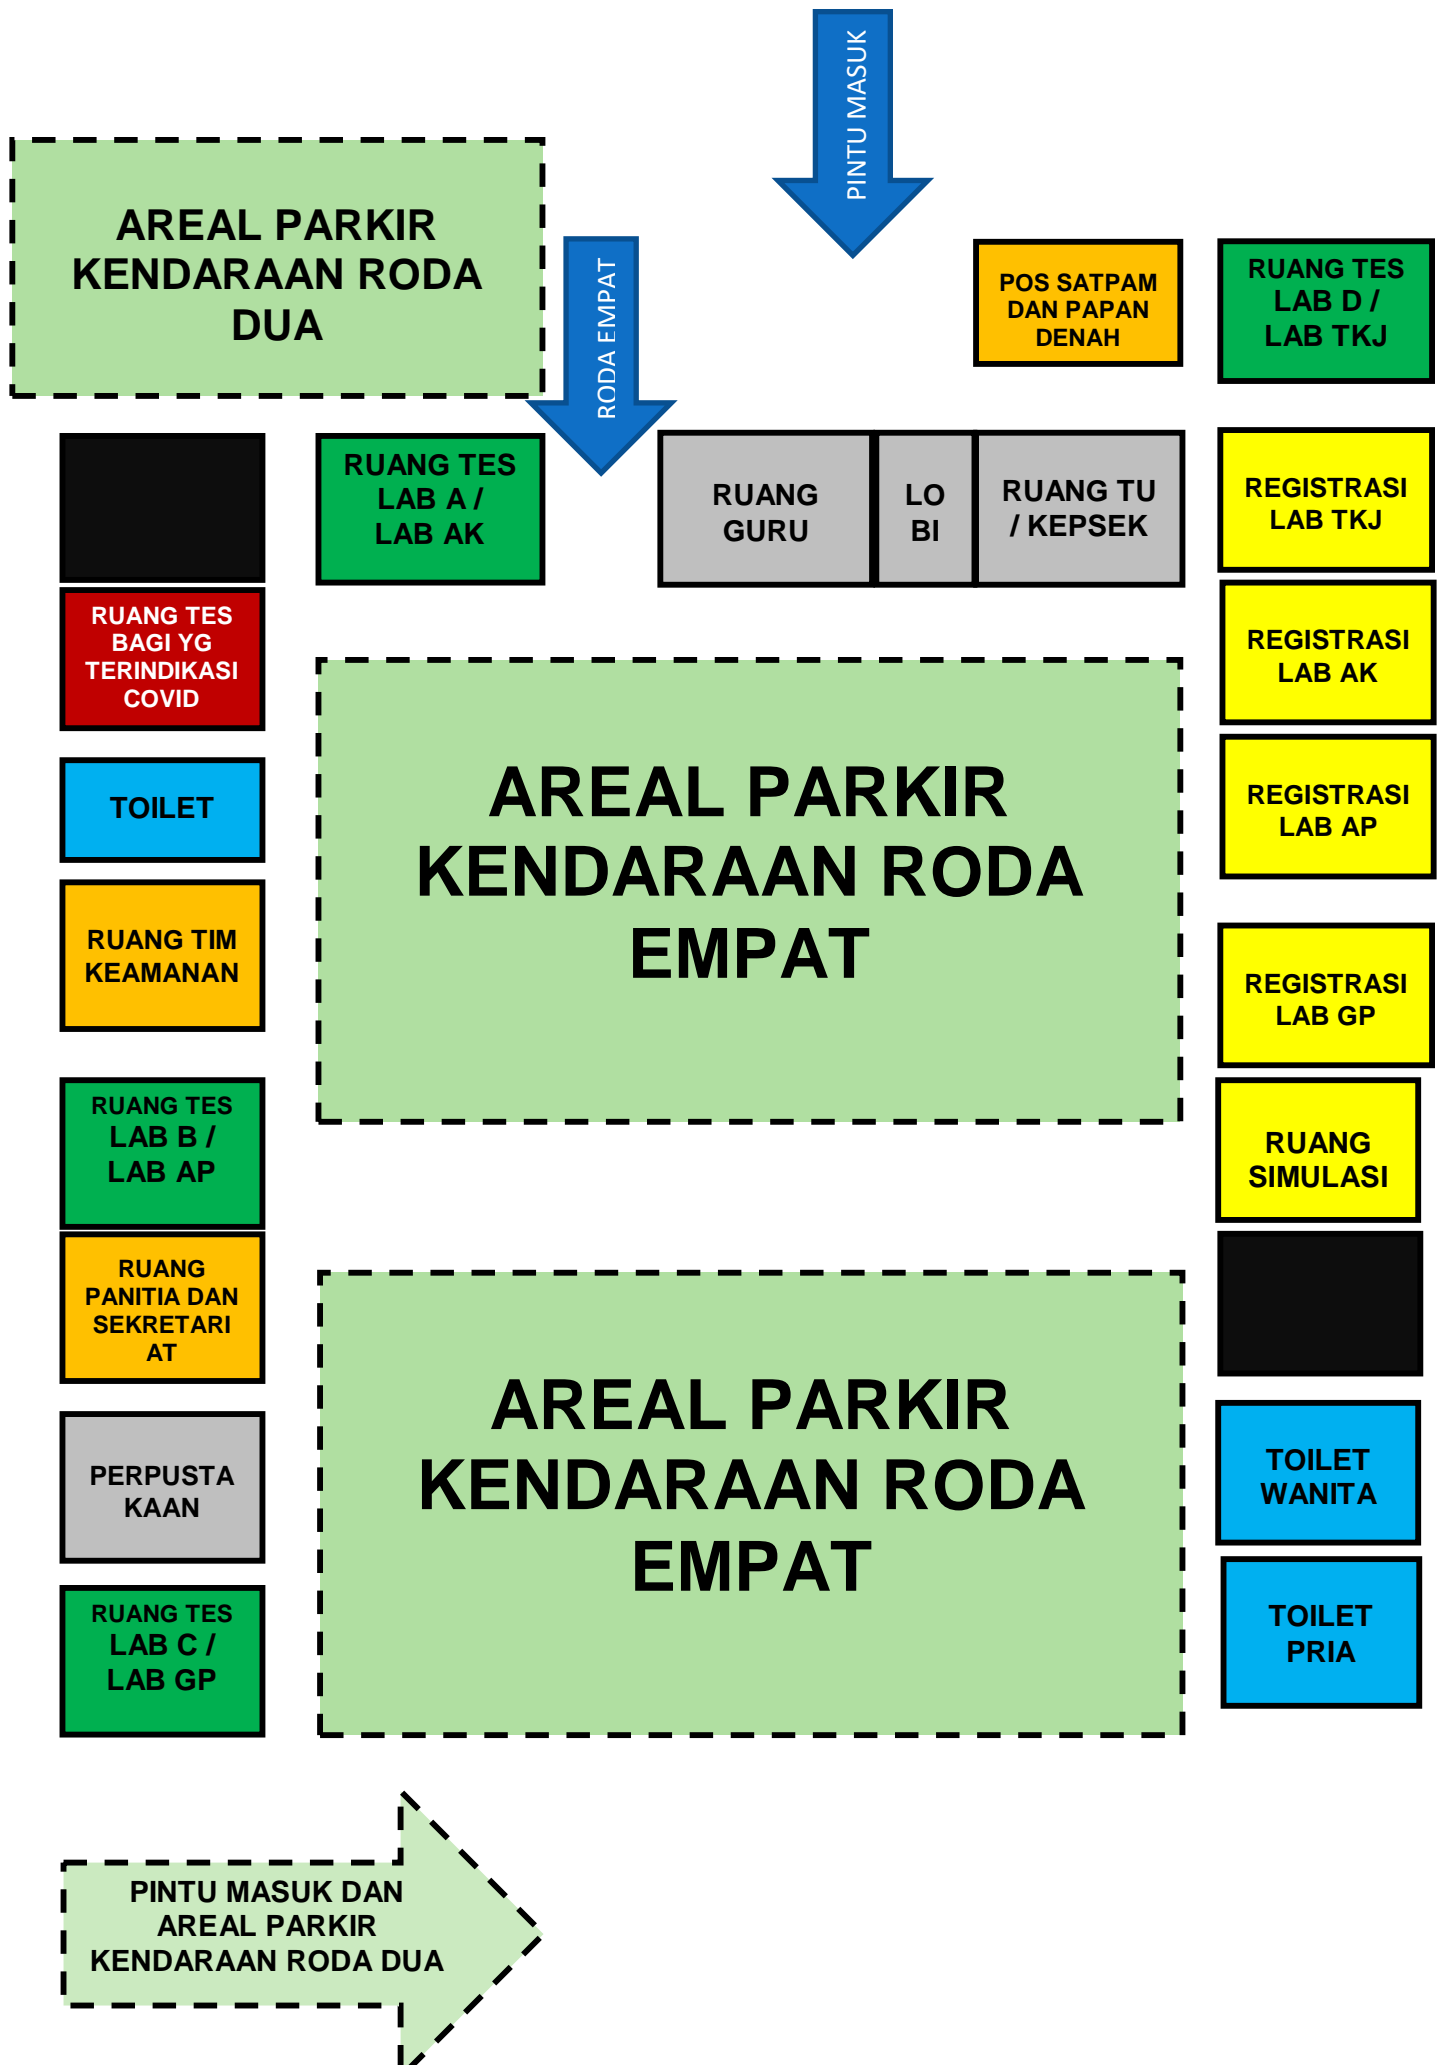 PINTU MASUK
AREAL PARKIR
KENDARAAN RODA
DUA
RODA EMPAT
POS SATPAM
DAN PAPAN
DENAH
RUANG TES
LAB D /
LAB TKJ
RUANG TES
LAB A /
LAB AK
RUANG
GURU
LO
BI
RUANG TU
/ KEPSEK
REGISTRASI
LAB TKJ
RUANG TES
BAGI YG
TERINDIKASI
COVID
REGISTRASI
LAB AK
TOILET
AREAL PARKIR
KENDARAAN RODA
EMPAT
REGISTRASI
LAB AP
RUANG TIM
KEAMANAN
REGISTRASI
LAB GP
RUANG TES
LAB B /
LAB AP
RUANG
SIMULASI
RUANG
PANITIA DAN
SEKRETARI
AT
AREAL PARKIR
KENDARAAN RODA
EMPAT
PERPUSTA
KAAN
TOILET
WANITA
RUANG TES
LAB C /
LAB GP
TOILET
PRIA
PINTU MASUK DAN
AREAL PARKIR
KENDARAAN RODA DUA